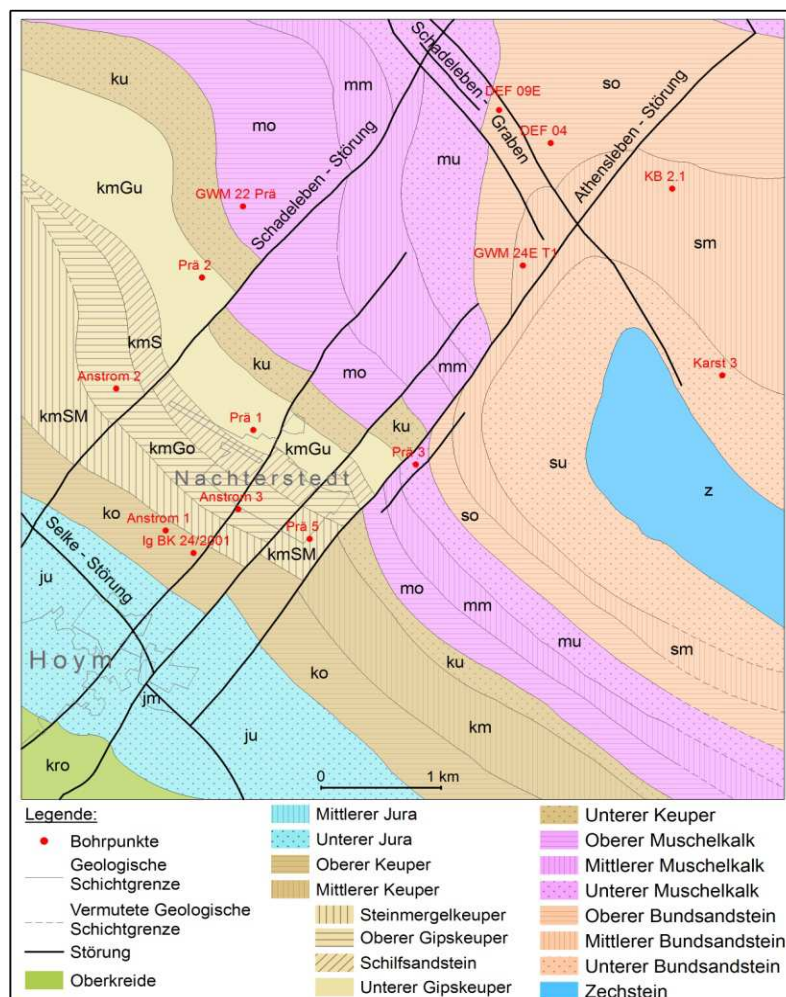 ku
mm
Schadeleben - Graben
DEF 09E
so
mo
DEF 04
Athensleben - Störung
mu
kmGu
Schadeleben - Störung
GWM 22 Prä
KB 2.1
sm
Prä 2
GWM 24E T1
kmS
ku
mo
mm
Karst 3
Anstrom 2
kmSM
Prä 1
ku
kmGo
kmGu
Prä 3
su
z
Nachterstedt
ko
Anstrom 3
so
Anstrom 1
Prä 5
Ig BK 24/2001
kmSM
ju
Selke - Störung
mo
mm
mu
Hoym
ku
sm
ko
jm
km
ju
kro
0 1 km
Legende:
Bohrpunkte
Geologische
Schichtgrenze
Vermutete Geologische
Schichtgrenze
Störung
Oberkreide
Mittlerer Jura
Unterer Jura
Oberer Keuper
Mittlerer Keuper
Steinmergelkeuper
Oberer Gipskeuper
Schilfsandstein
Unterer Gipskeuper
Unterer Keuper
Oberer Muschelkalk
Mittlerer Muschelkalk
Unterer Muschelkalk
Oberer Bundsandstein
Mittlerer Bundsandstein
Unterer Bundsandstein
Zechstein